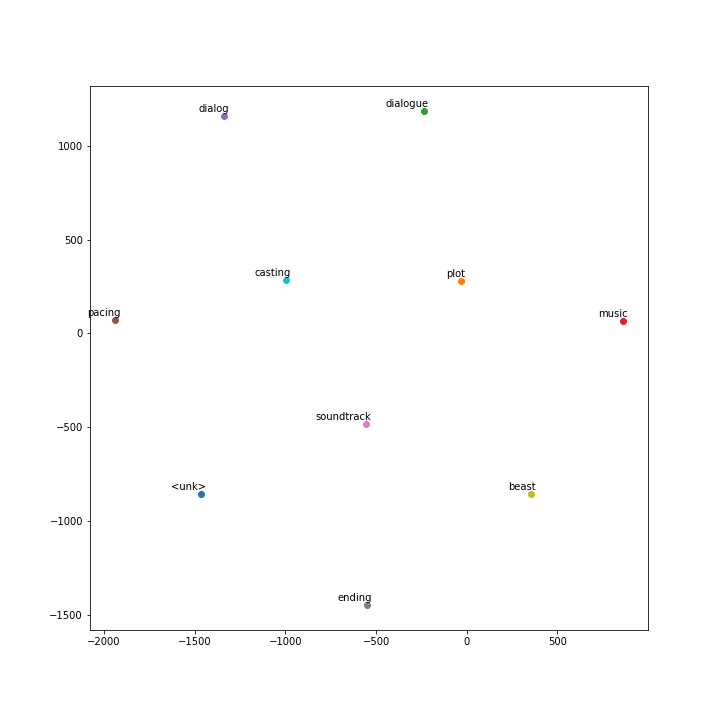 dialog
dialogue
casting
plot
pacing
music
soundtrack
<unk>
beast
ending
1000
500
0
−500
−1000
−1500
−2000
−1500
−1000
−500
0
500